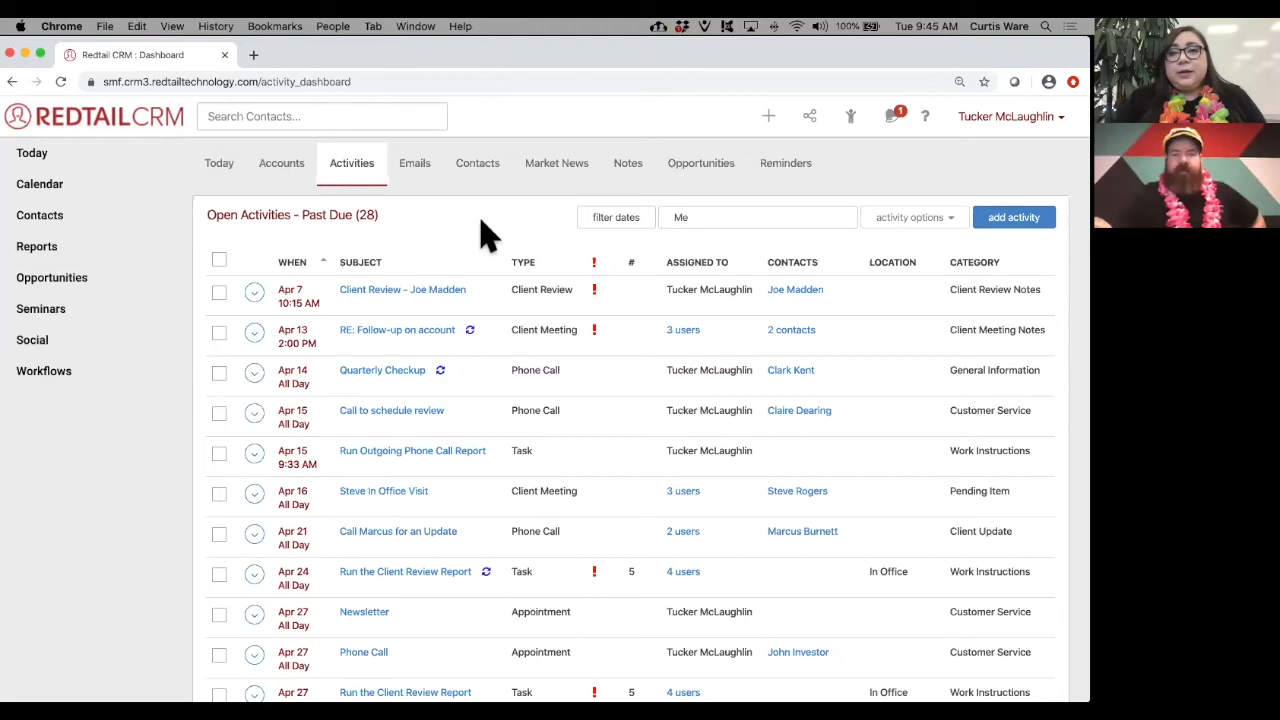 Chrome File Edit View History Bookmarks People Tab Window Help 100% Tue 9:45 AM Curtis Ware
Redtail CRM : Dashboard
smf.crm3.redtailtechnology.com/activity_dashboard
REDTAILCRM Search Contacts... 1 ? Tucker McLaughlin
Today
Calendar
Contacts
Reports
Opportunities
Seminars
Social
Workflows
Today Accounts Activities Emails Contacts Market News Notes Opportunities Reminders
Open Activities - Past Due (28) filter dates Me activity options add activity
WHEN SUBJECT TYPE ! # ASSIGNED TO CONTACTS LOCATION CATEGORY
Apr 7 10:15 AM Client Review - Joe Madden Client Review ! Tucker McLaughlin Joe Madden Client Review Notes
Apr 13 2:00 PM RE: Follow-up on account Client Meeting ! 3 users 2 contacts Client Meeting Notes
Apr 14 All Day Quarterly Checkup Phone Call Tucker McLaughlin Clark Kent General Information
Apr 15 All Day Call to schedule review Phone Call Tucker McLaughlin Claire Dearing Customer Service
Apr 15 9:33 AM Run Outgoing Phone Call Report Task Tucker McLaughlin Work Instructions
Apr 16 All Day Steve In Office Visit Client Meeting 3 users Steve Rogers Pending Item
Apr 21 All Day Call Marcus for an Update Phone Call 2 users Marcus Burnett Client Update
Apr 24 All Day Run the Client Review Report Task ! 5 4 users In Office Work Instructions
Apr 27 All Day Newsletter Appointment Tucker McLaughlin Customer Service
Apr 27 All Day Phone Call Appointment Tucker McLaughlin John Investor Customer Service
Apr 27 Run the Client Review Report Task ! 5 4 users In Office Work Instructions